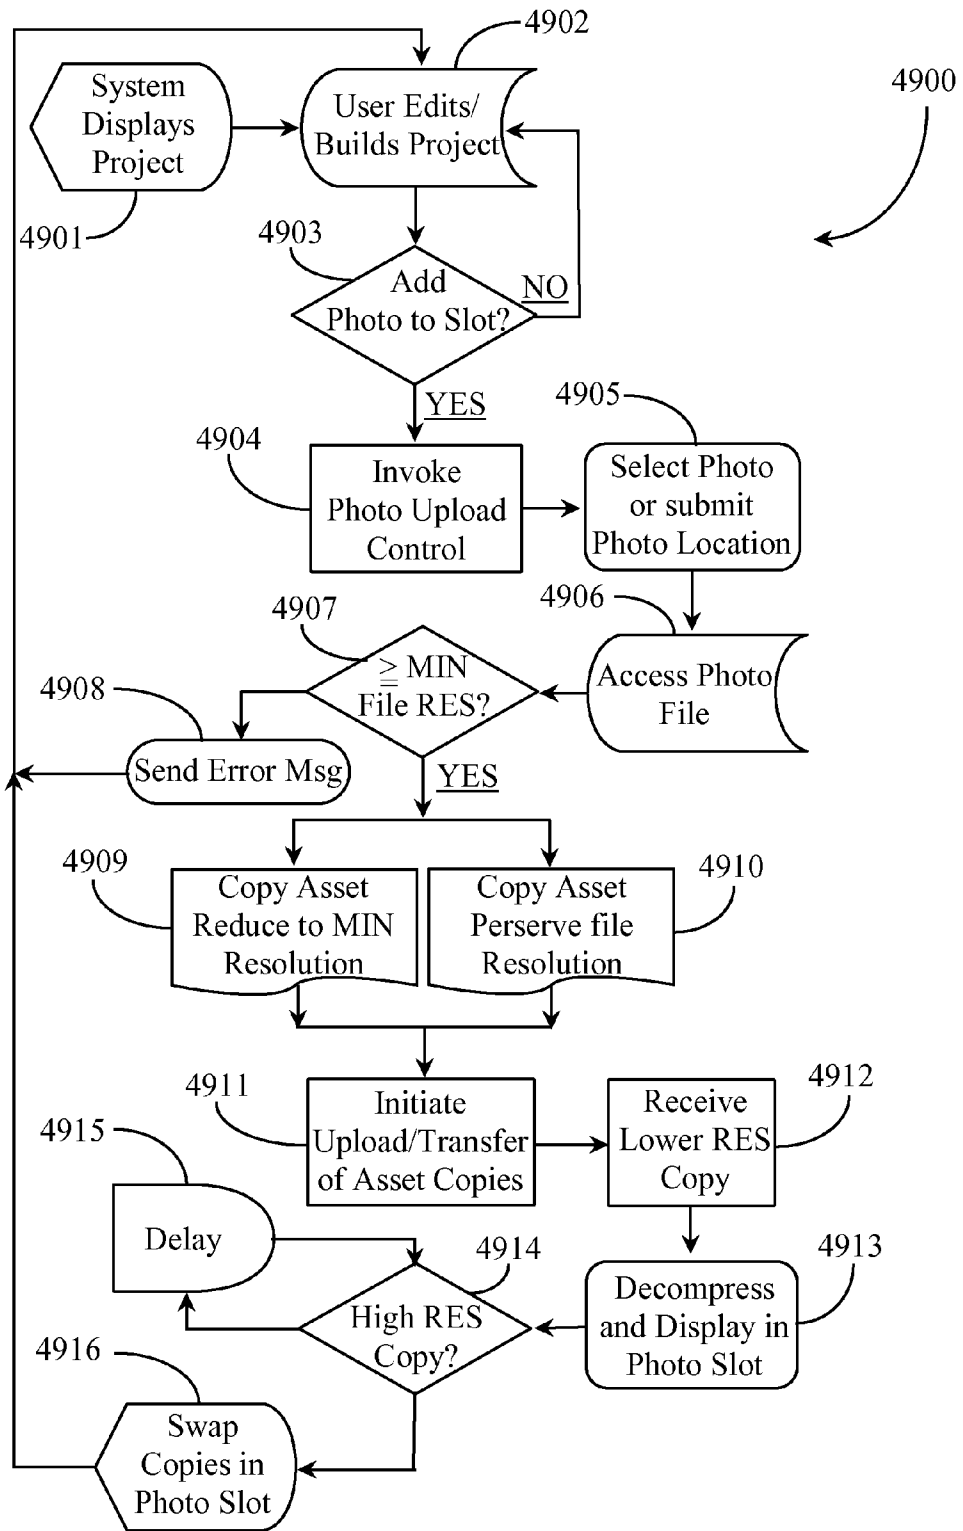 4902
4900
System
Displays
Project
User Edits/
Builds Project
4901
4903
Add
Photo to Slot?
NO
YES
4905
4904
Invoke
Photo Upload
Control
Select Photo
or submit
Photo Location
4906
4907
≧ MIN
File RES?
Access Photo
File
4908
Send Error Msg
YES
4909
Copy Asset
Reduce to MIN
Resolution
Copy Asset
Perserve file
Resolution
4910
4911
Initiate
Upload/Transfer
of Asset Copies
Receive
Lower RES
Copy
4912
4915
Delay
4914
High RES
Copy?
4913
Decompress
and Display in
Photo Slot
4916
Swap
Copies in
Photo Slot